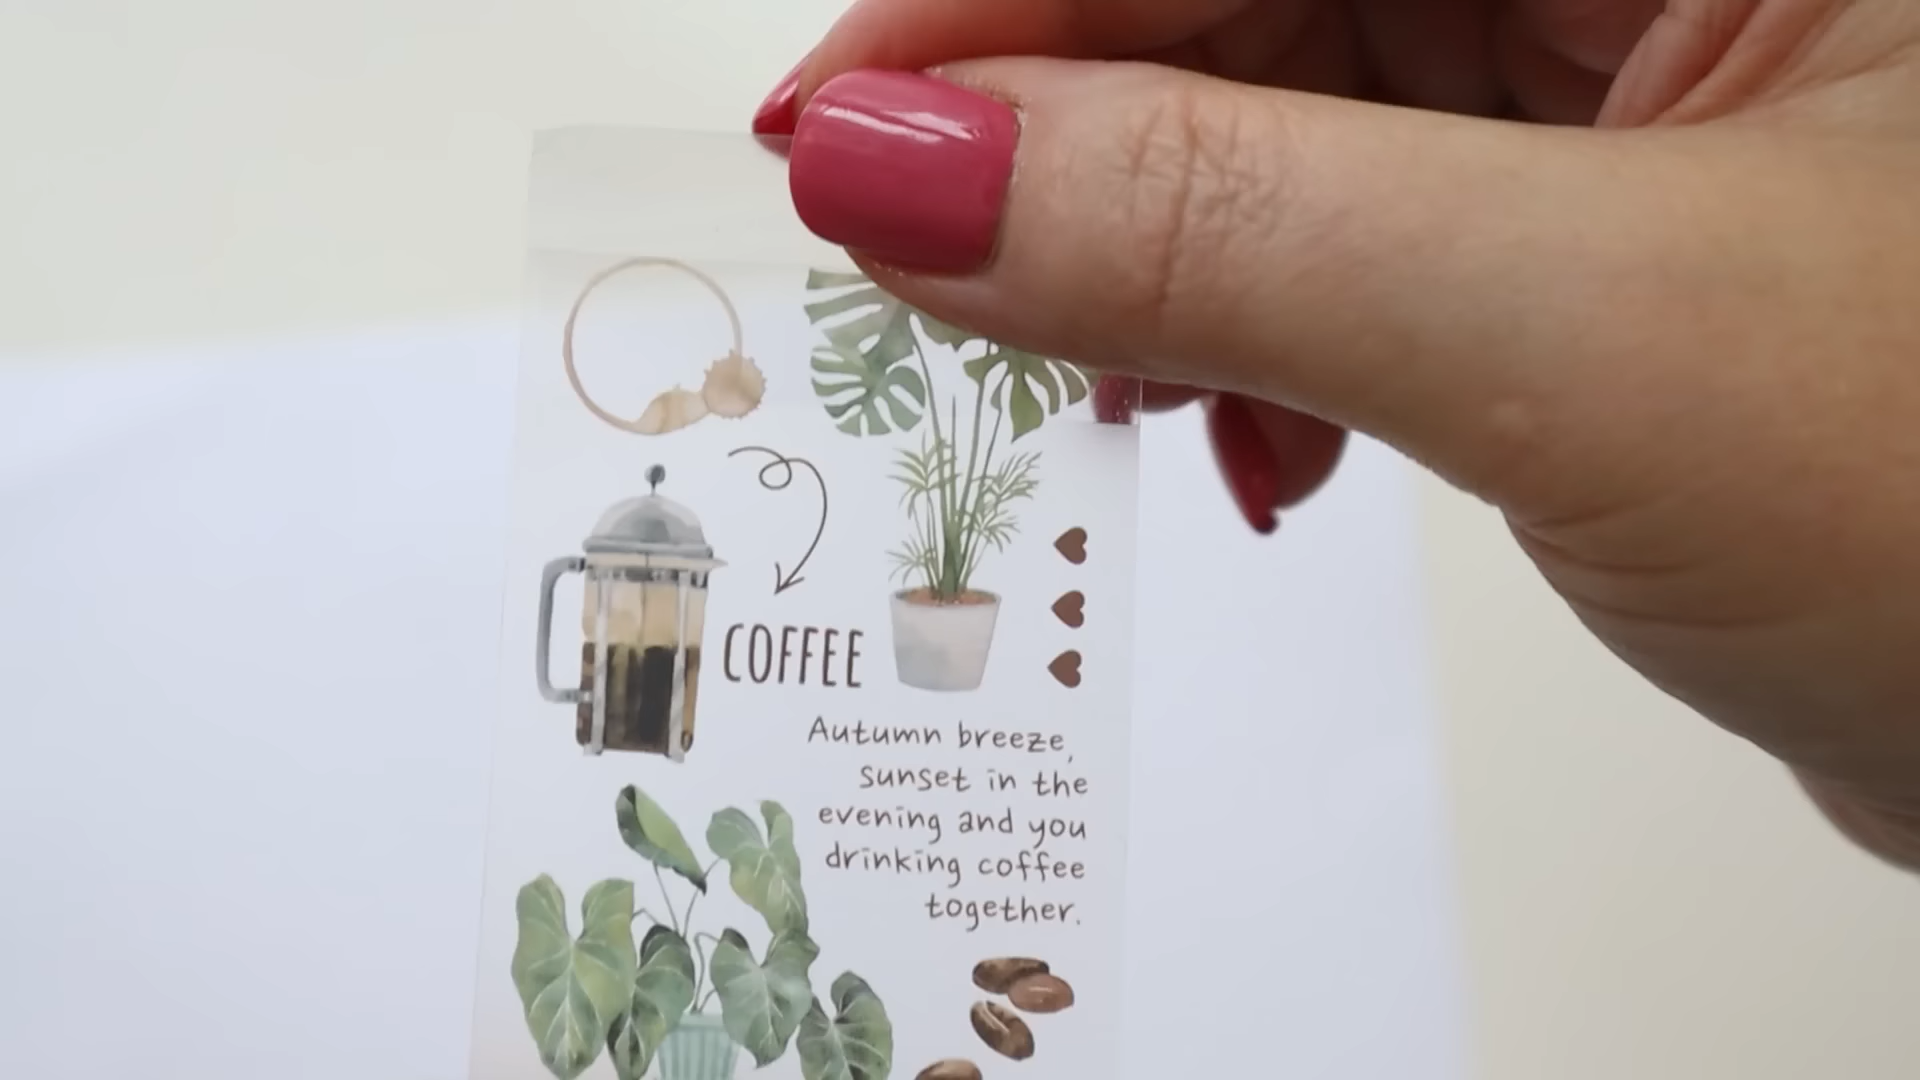 COFFEE
Autumn breeze,
sunset in the
evening and you
drinking coffee
together.